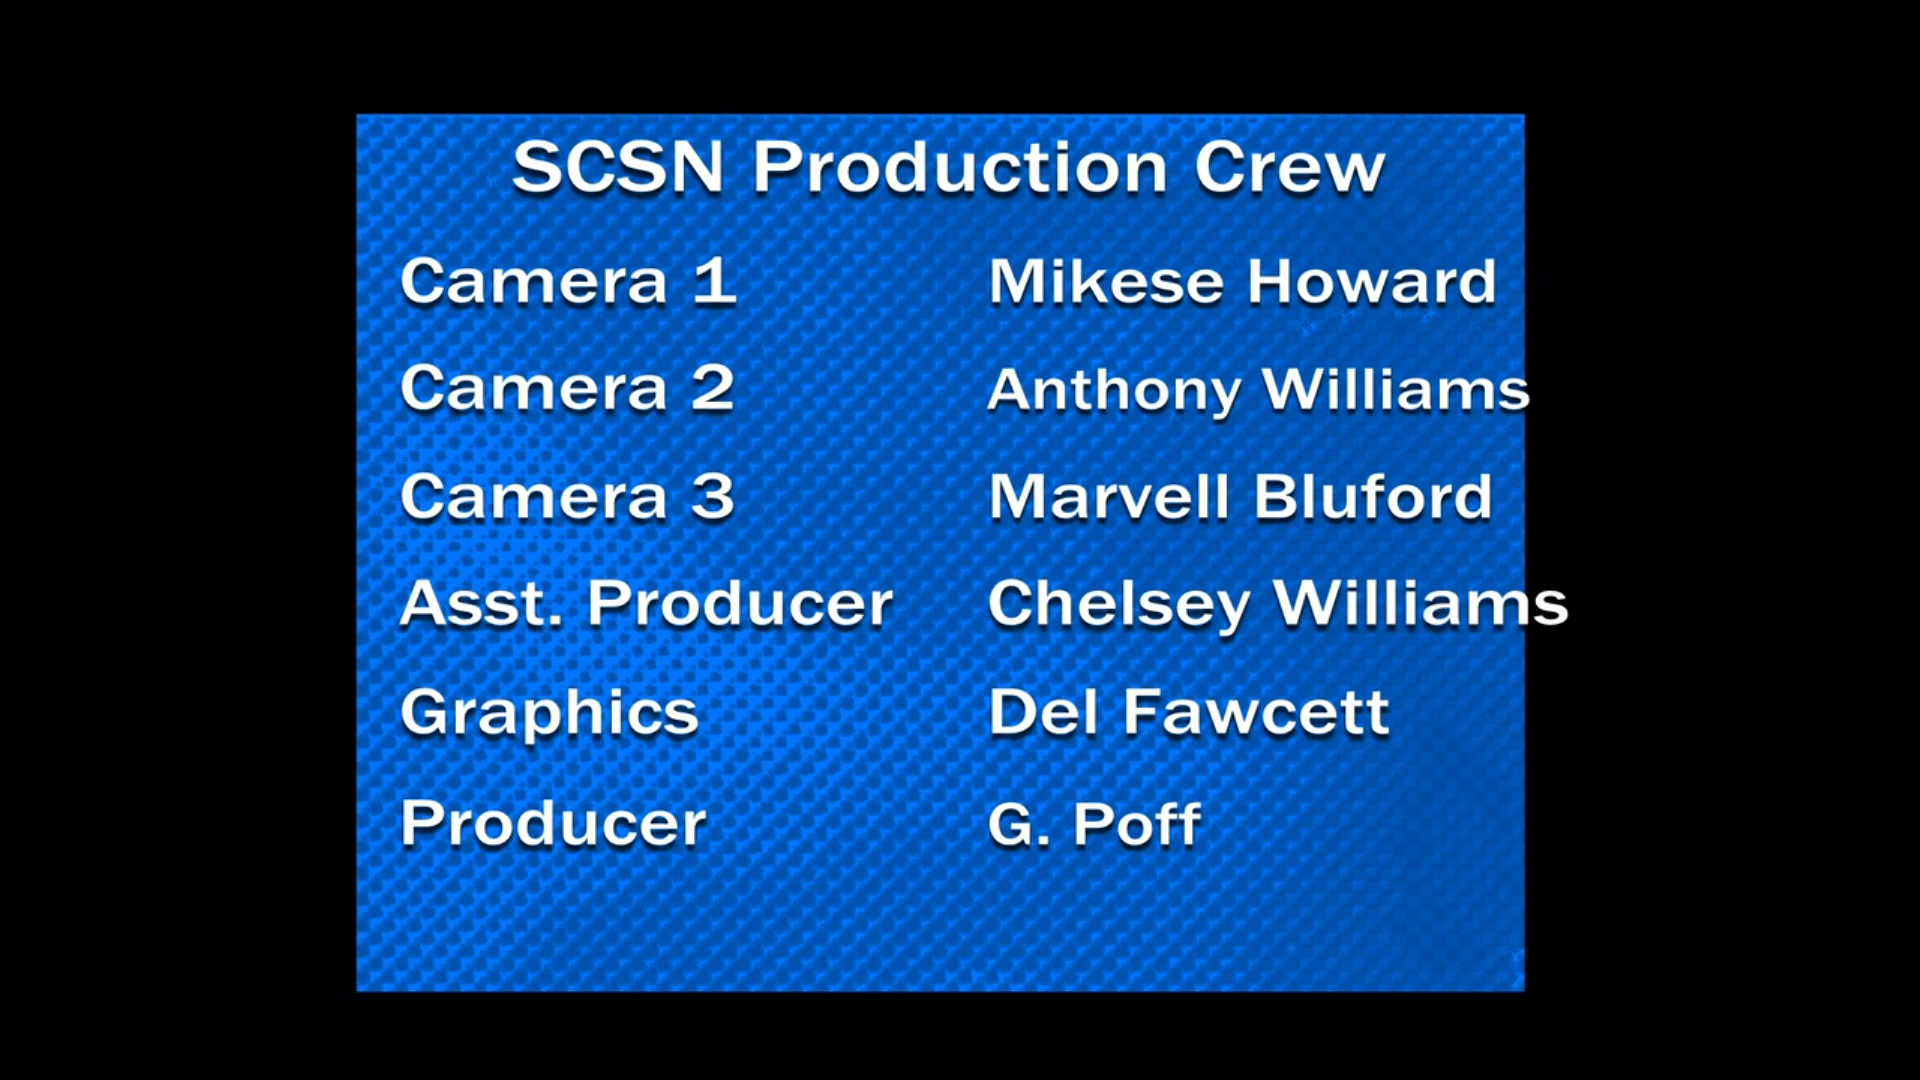 SCSN Production Crew
Camera 1 Mikese Howard
Camera 2 Anthony Williams
Camera 3 Marvell Bluford
Asst. Producer Chelsey Williams
Graphics Del Fawcett
Producer G. Poff